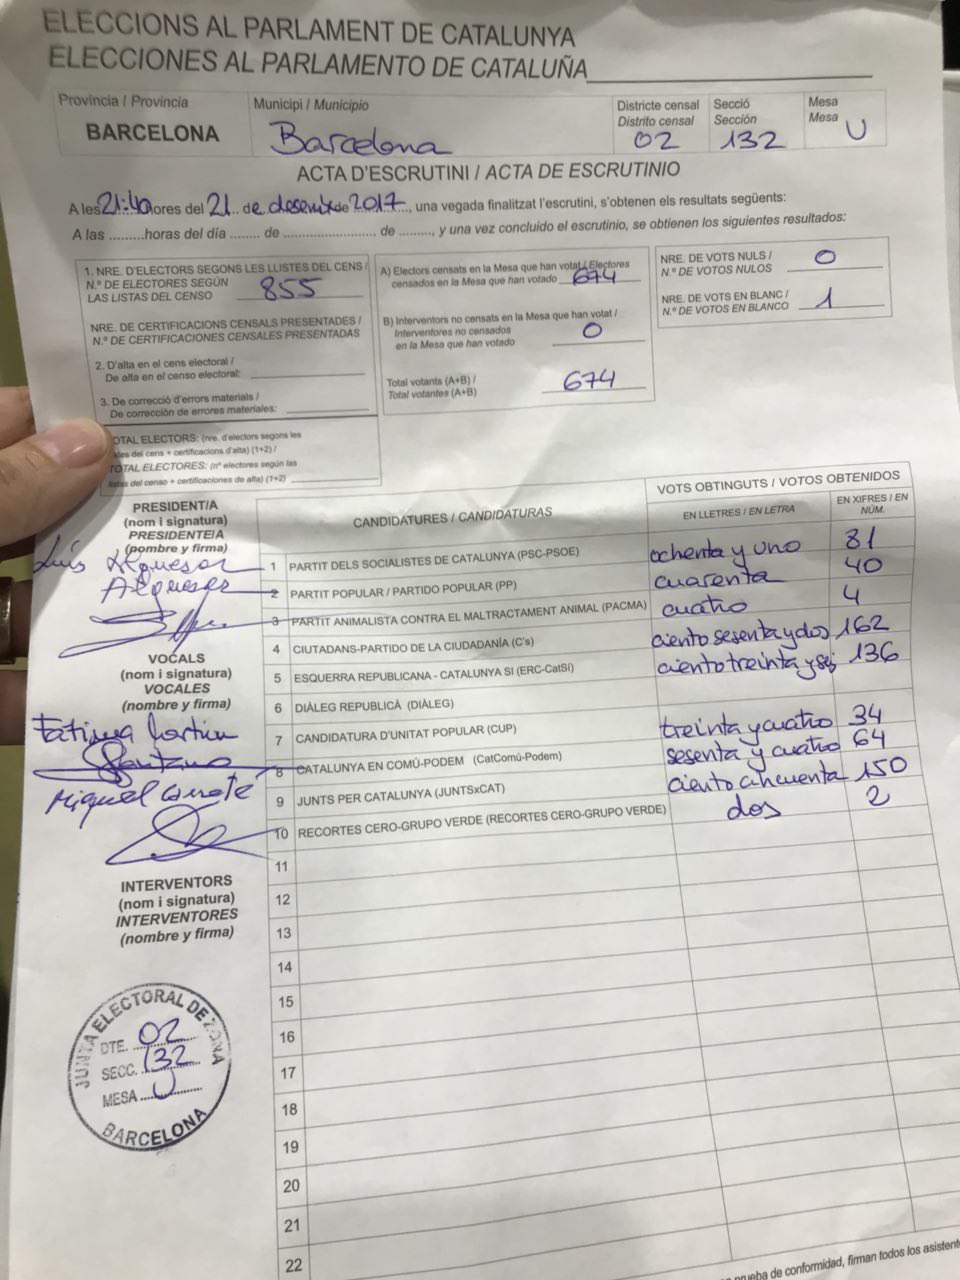 ELECCIONS AL PARLAMENT DE CATALUNYA
ELECCIONES AL PARLAMENTO DE CATALUÑA
Provincia / Provincia
BARCELONA
Municipi / Municipio
Barcelona
Districte censal
Distrito censal
02
Secció
Sección
132
Mesa
Mesa
U
ACTA D'ESCRUTINI / ACTA DE ESCRUTINIO
A les 21:40 hores del 21 de desembre de 2017, una vegada finalitzat l'escrutini, s'obtenen els resultats següents:
A las .........horas del día ........ de ........................ de ........., y una vez concluido el escrutinio, se obtienen los siguientes resultados:
1. NRE. D'ELECTORS SEGONS LES LLISTES DEL CENS /
N.º DE ELECTORES SEGÚN
LAS LISTAS DEL CENSO 855
NRE. DE CERTIFICACIONS CENSALS PRESENTADES /
N.º DE CERTIFICACIONES CENSALES PRESENTADAS
2. D'alta en el cens electoral /
De alta en el censo electoral:
3. De correcció d'errors materials /
De corrección de errores materiales:
OTAL ELECTORS: (nre. d'electors segons les
tes del cens + certificacions d'alta) (1+2) /
TOTAL ELECTORES: (nº electores según las
listas del censo + certificaciones de alta) (1+2)
A) Electors censats en la Mesa que han votat / Electores
censados en la Mesa que han votado 674
B) Interventors no censats en la Mesa que han votat /
Interventores no censados
en la Mesa que han votado 0
Total votants (A+B) /
Total votantes (A+B) 674
NRE. DE VOTS NULS /
N.º DE VOTOS NULOS 0
NRE. DE VOTS EN BLANC /
N.º DE VOTOS EN BLANCO 1
PRESIDENT/A
(nom i signatura)
PRESIDENTE/A
(nombre y firma)
VOCALS
(nom i signatura)
VOCALES
(nombre y firma)
Miquel
INTERVENTORS
(nom i signatura)
INTERVENTORES
(nombre y firma)
JUNTA ELECTORAL DE ZONA
DTE. 02
SECC. 132
MESA U
BARCELONA
CANDIDATURES / CANDIDATURAS
VOTS OBTINGUTS / VOTOS OBTENIDOS
EN LLETRES / EN LETRA
EN XIFRES / EN
NÚM.
1 PARTIT DELS SOCIALISTES DE CATALUNYA (PSC-PSOE) ochenta y uno 81
2 PARTIT POPULAR / PARTIDO POPULAR (PP) cuarenta 40
3 PARTIT ANIMALISTA CONTRA EL MALTRACTAMENT ANIMAL (PACMA) cuatro 4
4 CIUTADANS-PARTIDO DE LA CIUDADANÍA (C's) ciento sesenta y dos 162
5 ESQUERRA REPUBLICANA - CATALUNYA SI (ERC-CatSí) ciento treinta y seis 136
6 DIÀLEG REPUBLICÀ (DIÀLEG)
7 CANDIDATURA D'UNITAT POPULAR (CUP) treinta y cuatro 34
8 CATALUNYA EN COMÚ-PODEM (CatComú-Podem) sesenta y cuatro 64
9 JUNTS PER CATALUNYA (JUNTSxCAT) ciento cincuenta 150
10 RECORTES CERO-GRUPO VERDE (RECORTES CERO-GRUPO VERDE) dos 2
11
12
13
14
15
16
17
18
19
20
21
22
prueba de conformidad, firman todos los asistent